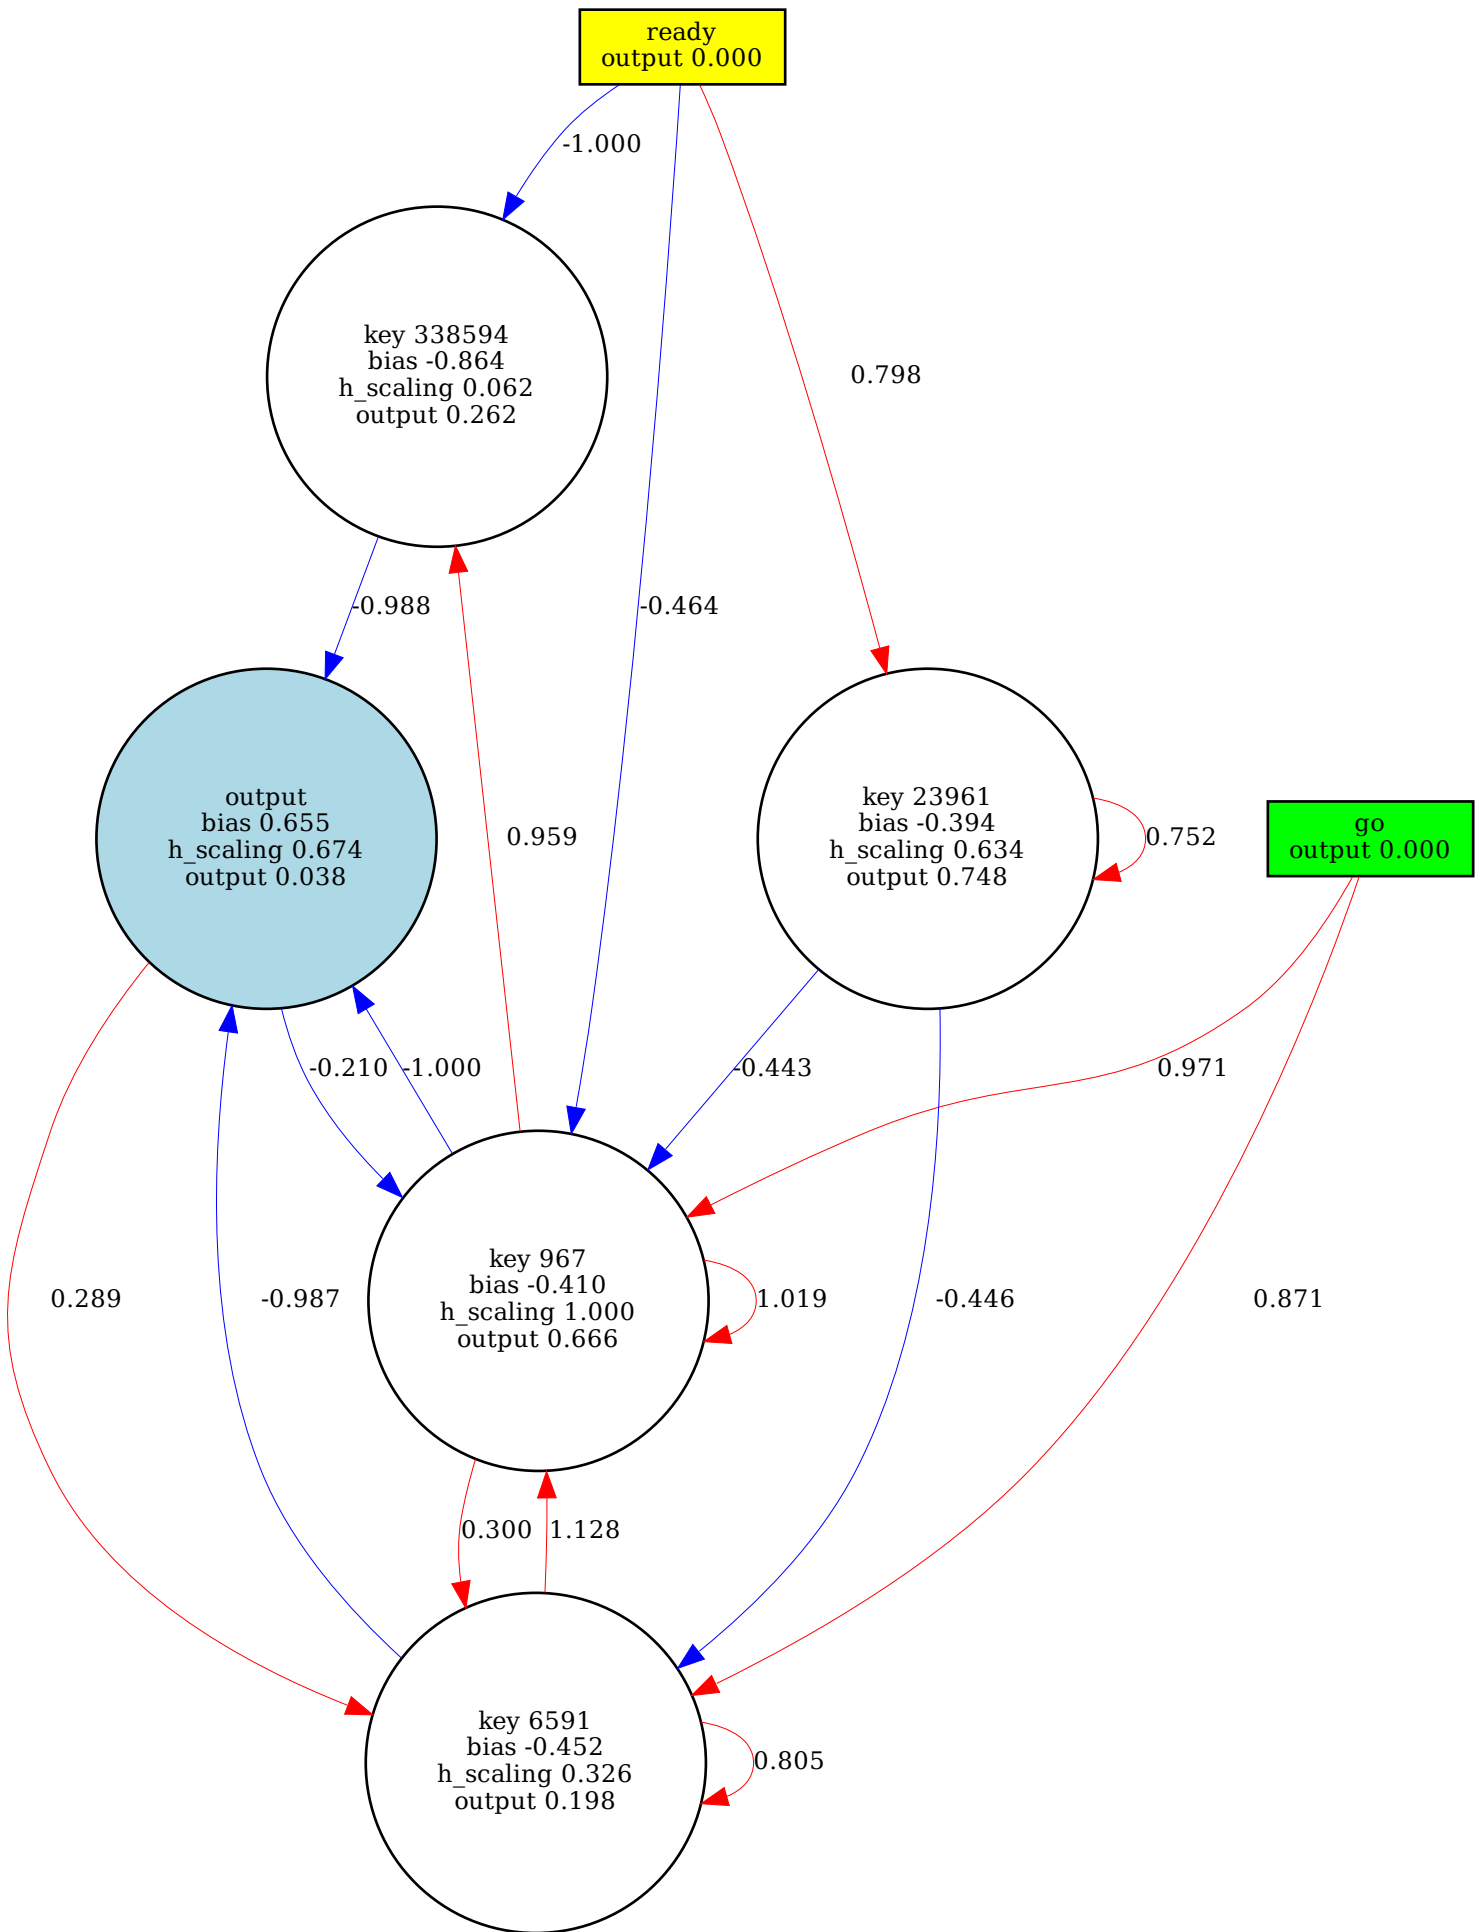 ready
output 0.000
-1.000
key 338594
bias -0.864
h_scaling 0.062
output 0.262
0.798
-0.988
-0.464
output
bias 0.655
h_scaling 0.674
output 0.038
0.959
key 23961
bias -0.394
h_scaling 0.634
output 0.748
0.752
go
output 0.000
-0.210
-1.000
-0.443
0.971
0.289
-0.987
key 967
bias -0.410
h_scaling 1.000
output 0.666
1.019
-0.446
0.871
0.300
1.128
key 6591
bias -0.452
h_scaling 0.326
output 0.198
0.805